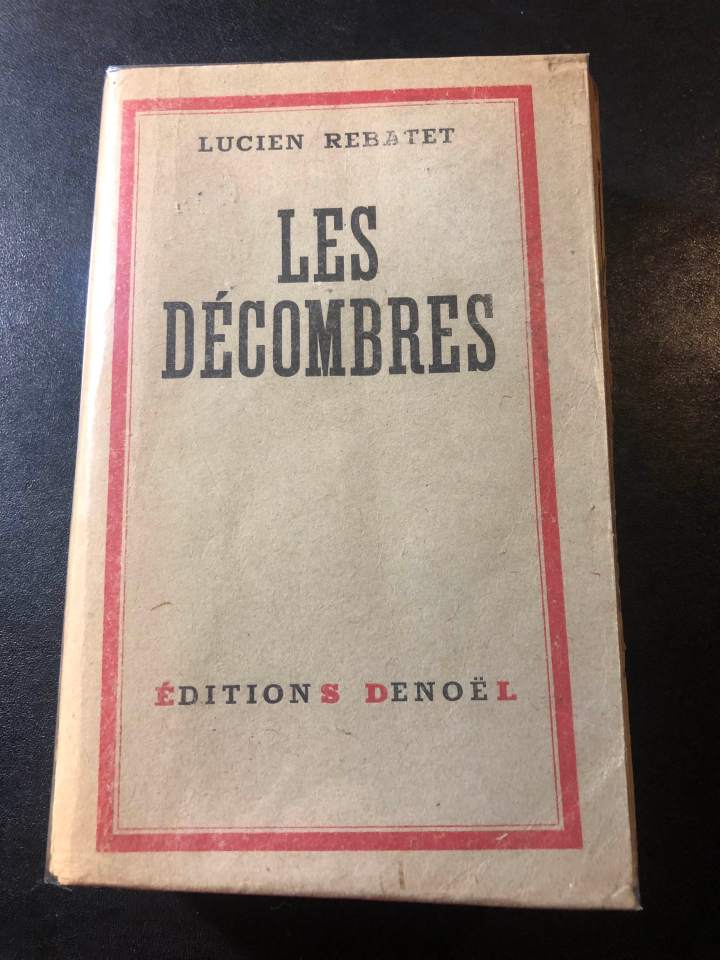 LUCIEN REBATET
LES
DÉCOMBRES
ÉDITIONS DENOËL